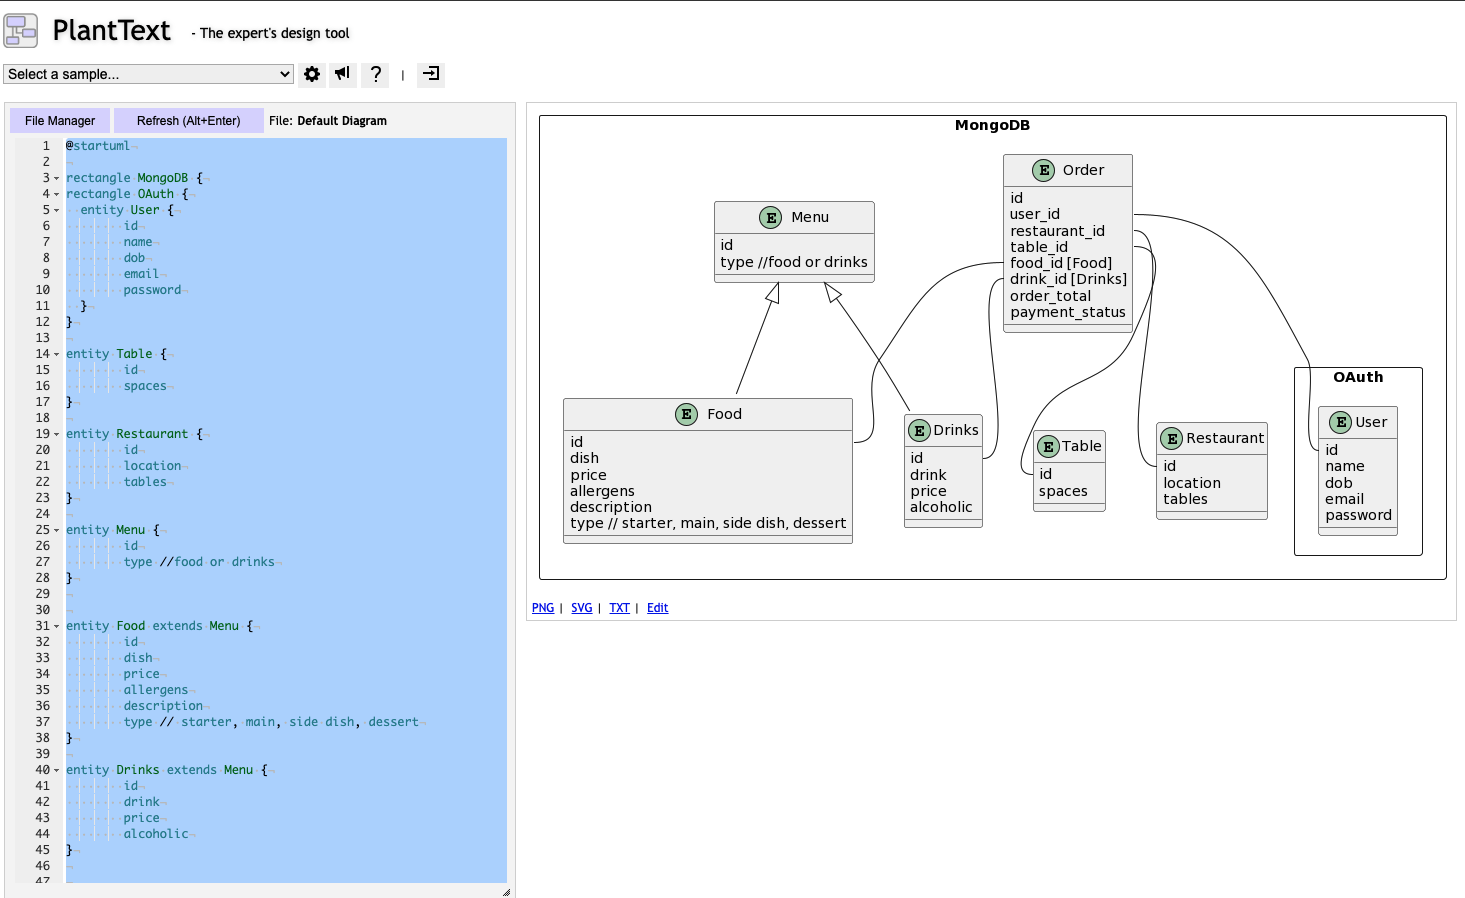 PlantText - The expert's design tool
Select a sample... ? |
File Manager Refresh (Alt+Enter) File: Default Diagram
1 @startuml
2
3 rectangle MongoDB {
4 rectangle OAuth {
5 entity User {
6 id
7 name
8 dob
9 email
10 password
11 }
12 }
13
14 entity Table {
15 id
16 spaces
17 }
18
19 entity Restaurant {
20 id
21 location
22 tables
23 }
24
25 entity Menu {
26 id
27 type //food or drinks
28 }
29
30
31 entity Food extends Menu {
32 id
33 dish
34 price
35 allergens
36 description
37 type // starter, main, side dish, dessert
38 }
39
40 entity Drinks extends Menu {
41 id
42 drink
43 price
44 alcoholic
45 }
46
47
MongoDB
E Order
id
user_id
restaurant_id
table_id
food_id [Food]
drink_id [Drinks]
order_total
payment_status
E Menu
id
type //food or drinks
E Food
id
dish
price
allergens
description
type // starter, main, side dish, dessert
E Drinks
id
drink
price
alcoholic
E Table
id
spaces
E Restaurant
id
location
tables
OAuth
E User
id
name
dob
email
password
PNG | SVG | TXT | Edit